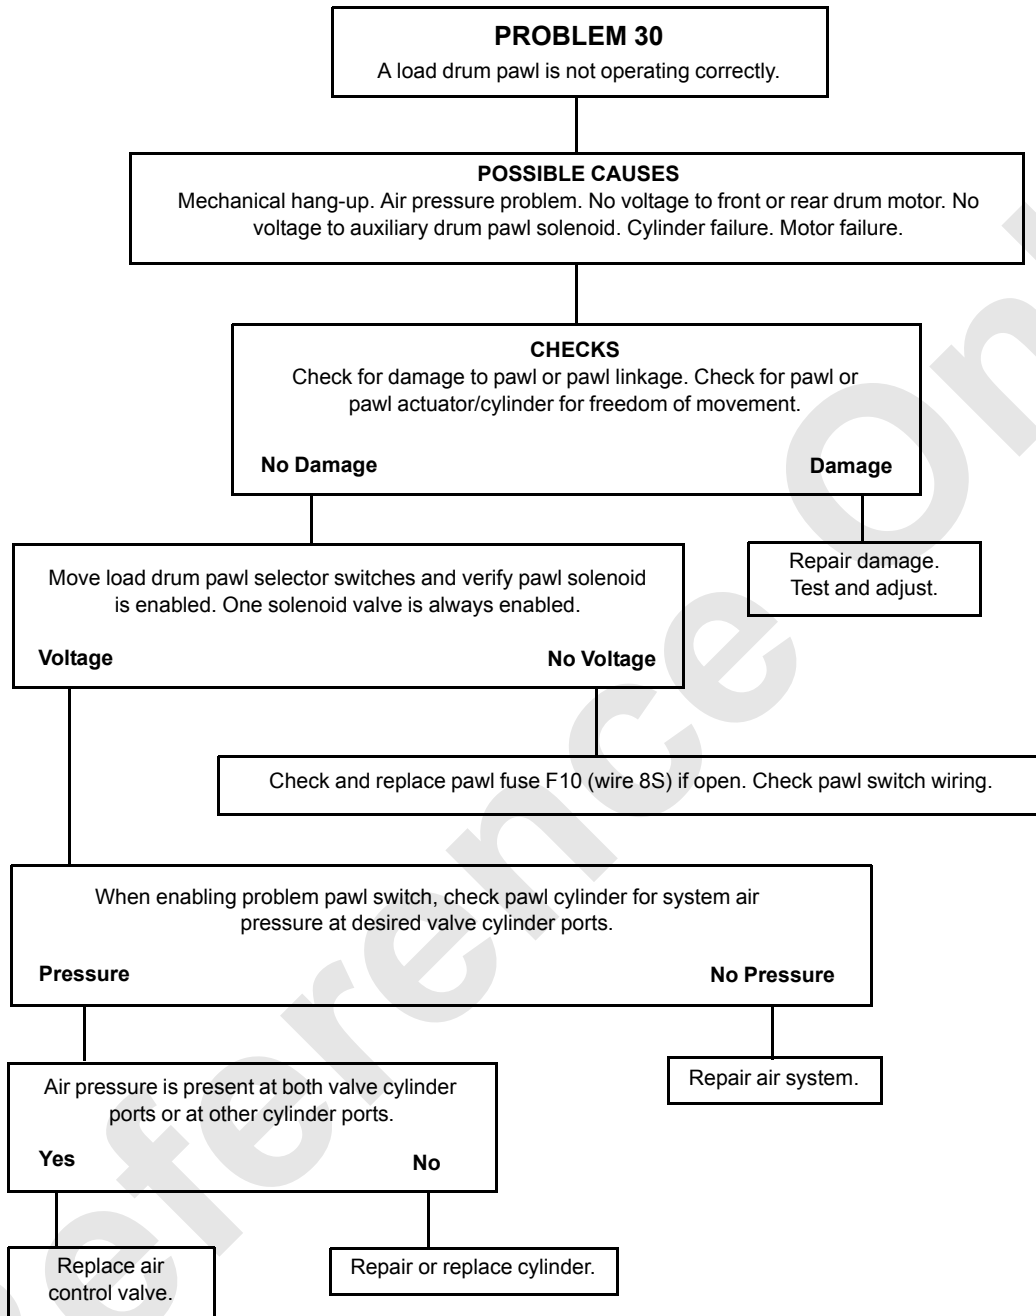 PROBLEM 30
A load drum pawl is not operating correctly.
POSSIBLE CAUSES
Mechanical hang-up. Air pressure problem. No voltage to front or rear drum motor. No
voltage to auxiliary drum pawl solenoid. Cylinder failure. Motor failure.
CHECKS
Check for damage to pawl or pawl linkage. Check for pawl or
pawl actuator/cylinder for freedom of movement.
No Damage
Damage
Repair damage.
Test and adjust.
Move load drum pawl selector switches and verify pawl solenoid
is enabled. One solenoid valve is always enabled.
Voltage
No Voltage
Check and replace pawl fuse F10 (wire 8S) if open. Check pawl switch wiring.
When enabling problem pawl switch, check pawl cylinder for system air
pressure at desired valve cylinder ports.
Pressure
No Pressure
Repair air system.
Air pressure is present at both valve cylinder
ports or at other cylinder ports.
Yes
No
Replace air
control valve.
Repair or replace cylinder.
eference On